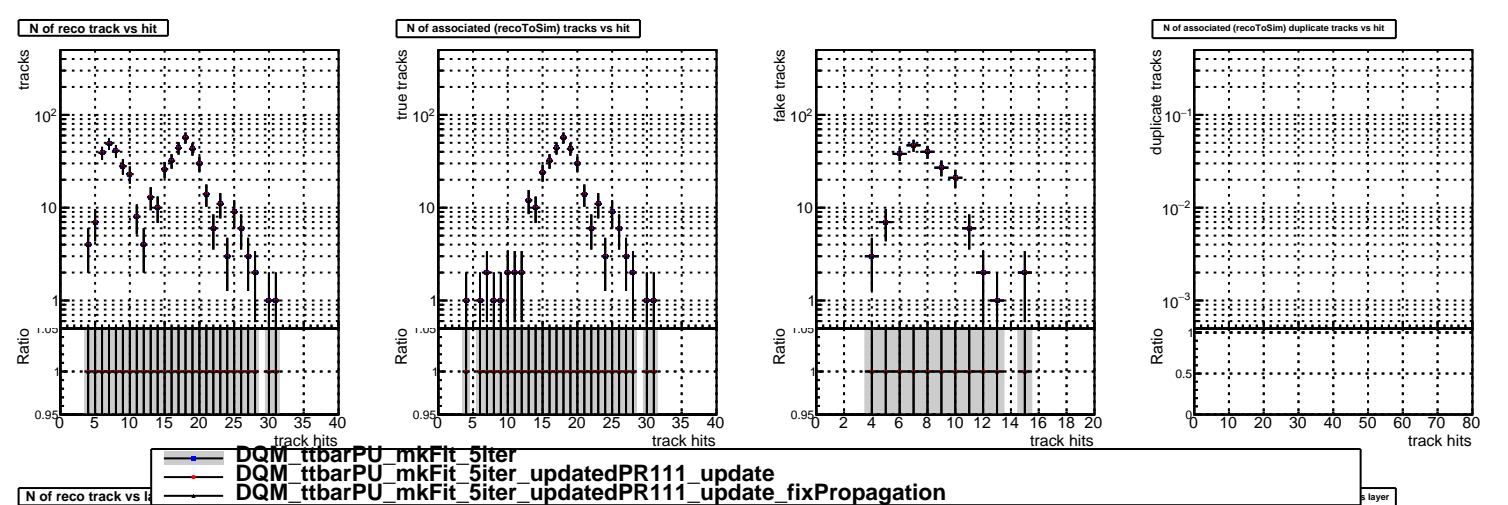 N of reco track vs hit
N of associated (recoToSim) tracks vs hit
N of associated (recoToSim) duplicate tracks vs hit
tracks
10²
10
1
true tracks
10²
10
1
fake tracks
10²
10
1
duplicate tracks
10⁻¹
10⁻²
10⁻³
Ratio
1.05
1
0.95
0 5 10 15 20 25 30 35 40
track hits
Ratio
1.05
1
0.95
0 5 10 15 20 25 30 35 40
track hits
Ratio
1
0 2 4 6 8 10 12 14 16 18 20
track hits
Ratio
1
0.5
0
0 10 20 30 40 50 60 70 80
track hits
DQM_ttbarPU_mkFit_5iter
DQM_ttbarPU_mkFit_5iter_updatedPR111_update
DQM_ttbarPU_mkFit_5iter_updatedPR111_update_fixPropagation
N of reco track vs
s layer